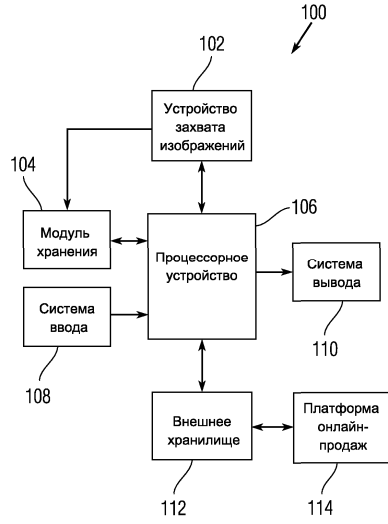 100
102
Устройство
захвата
изображений
104
Модуль
хранения
106
Процессорное
устройство
Система
вывода
110
Система
ввода
108
Внешнее
хранилище
112
Платформа
онлайн-
продаж
114